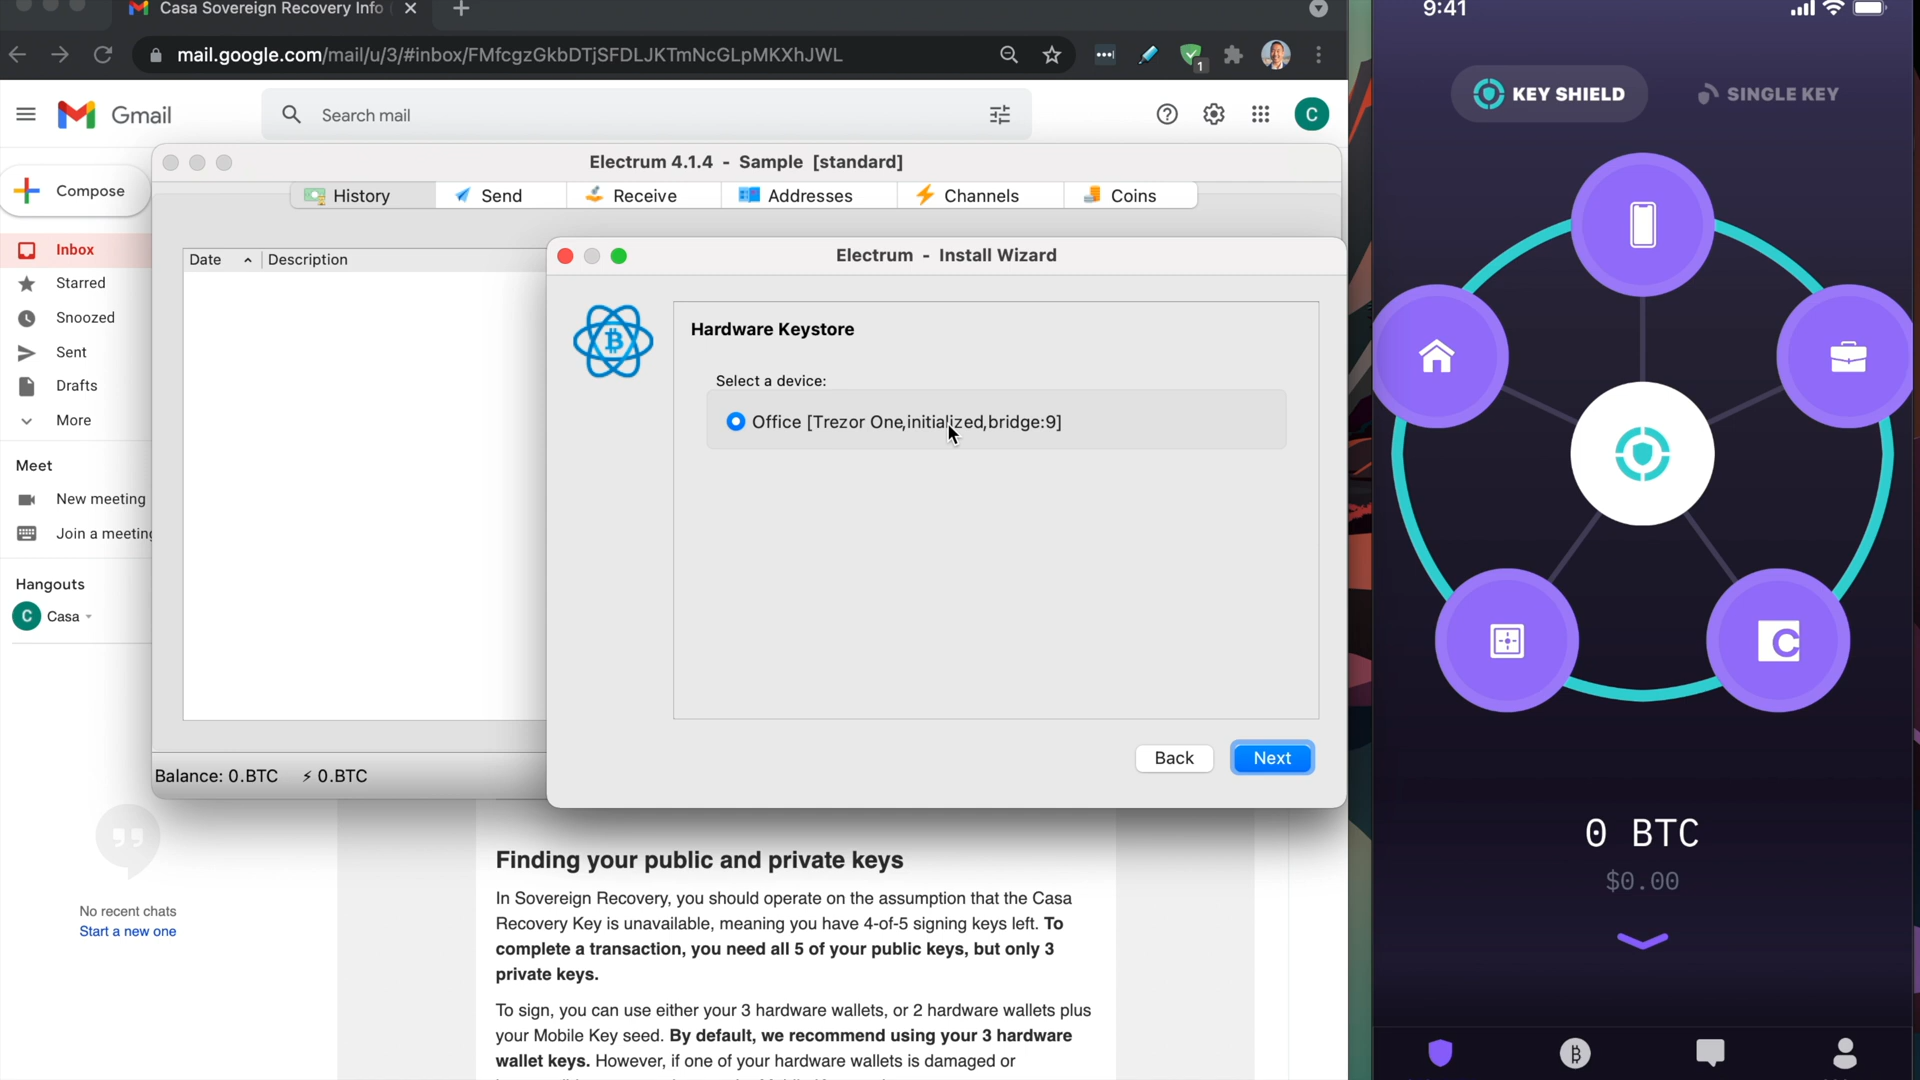 Casa Sovereign Recovery Info
9:41
mail.google.com/mail/u/3/#inbox/FMfcgzGkbDTjSFDLJKTmNcGLpMKXhJWL
1
KEY SHIELD
SINGLE KEY
Gmail
Search mail
C
Electrum 4.1.4 - Sample [standard]
Compose
History
Send
Receive
Addresses
Channels
Coins
Inbox
Starred
Snoozed
Sent
Drafts
More
Date
Description
Electrum - Install Wizard
Hardware Keystore
Select a device:
Office [Trezor One,initialized,bridge:9]
Meet
New meeting
Join a meeting
Hangouts
C Casa
C
Back
Next
Balance: 0.BTC
0.BTC
0 BTC
$0.00
No recent chats
Start a new one
Finding your public and private keys
In Sovereign Recovery, you should operate on the assumption that the Casa
Recovery Key is unavailable, meaning you have 4-of-5 signing keys left. To
complete a transaction, you need all 5 of your public keys, but only 3
private keys.
To sign, you can use either your 3 hardware wallets, or 2 hardware wallets plus
your Mobile Key seed. By default, we recommend using your 3 hardware
wallet keys. However, if one of your hardware wallets is damaged or